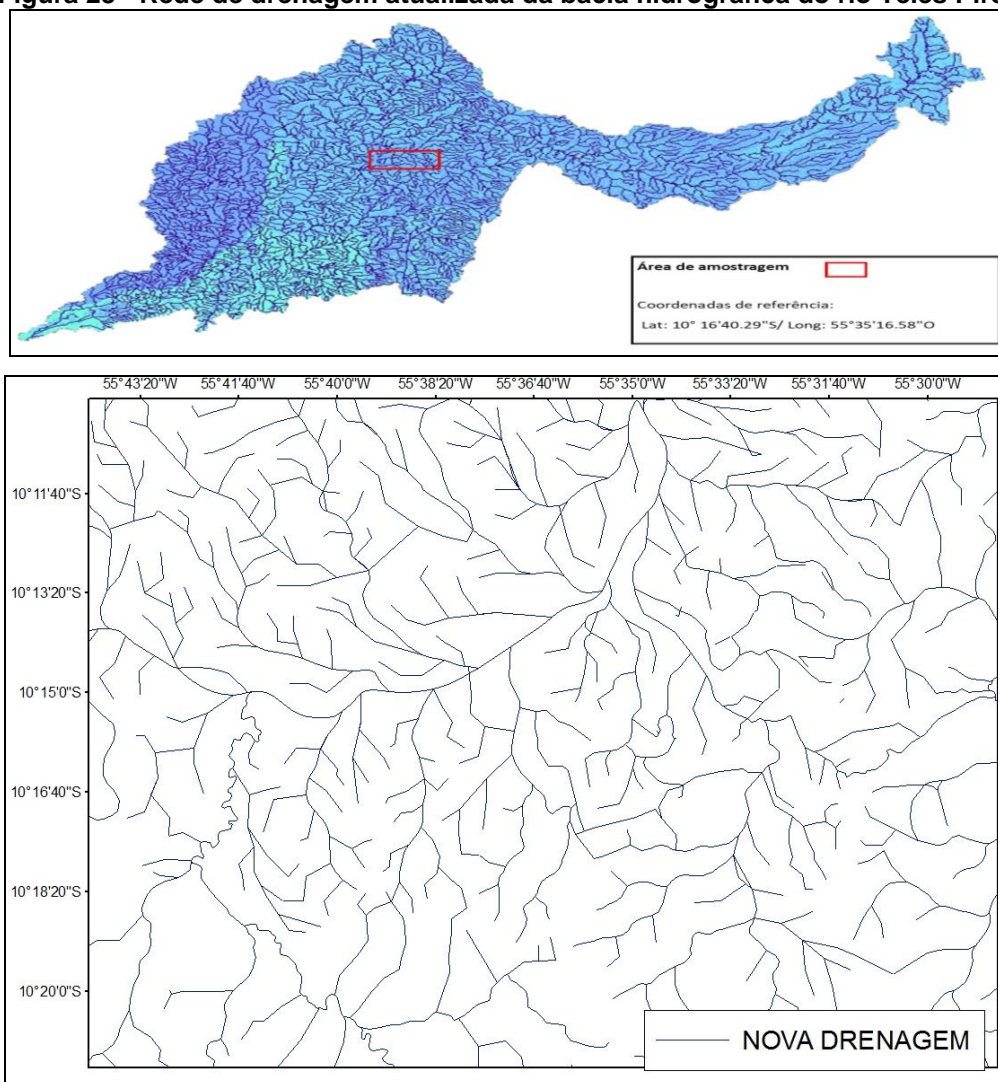 Área de amostragem
Coordenadas de referência:
Lat: 10° 16'40.29"S/ Long: 55°35'16.58"O
55°43'20"W 55°41'40"W 55°40'0"W 55°38'20"W 55°36'40"W 55°35'0"W 55°33'20"W 55°31'40"W 55°30'0"W
10°11'40"S
10°13'20"S
10°15'0"S
10°16'40"S
10°18'20"S
10°20'0"S
NOVA DRENAGEM